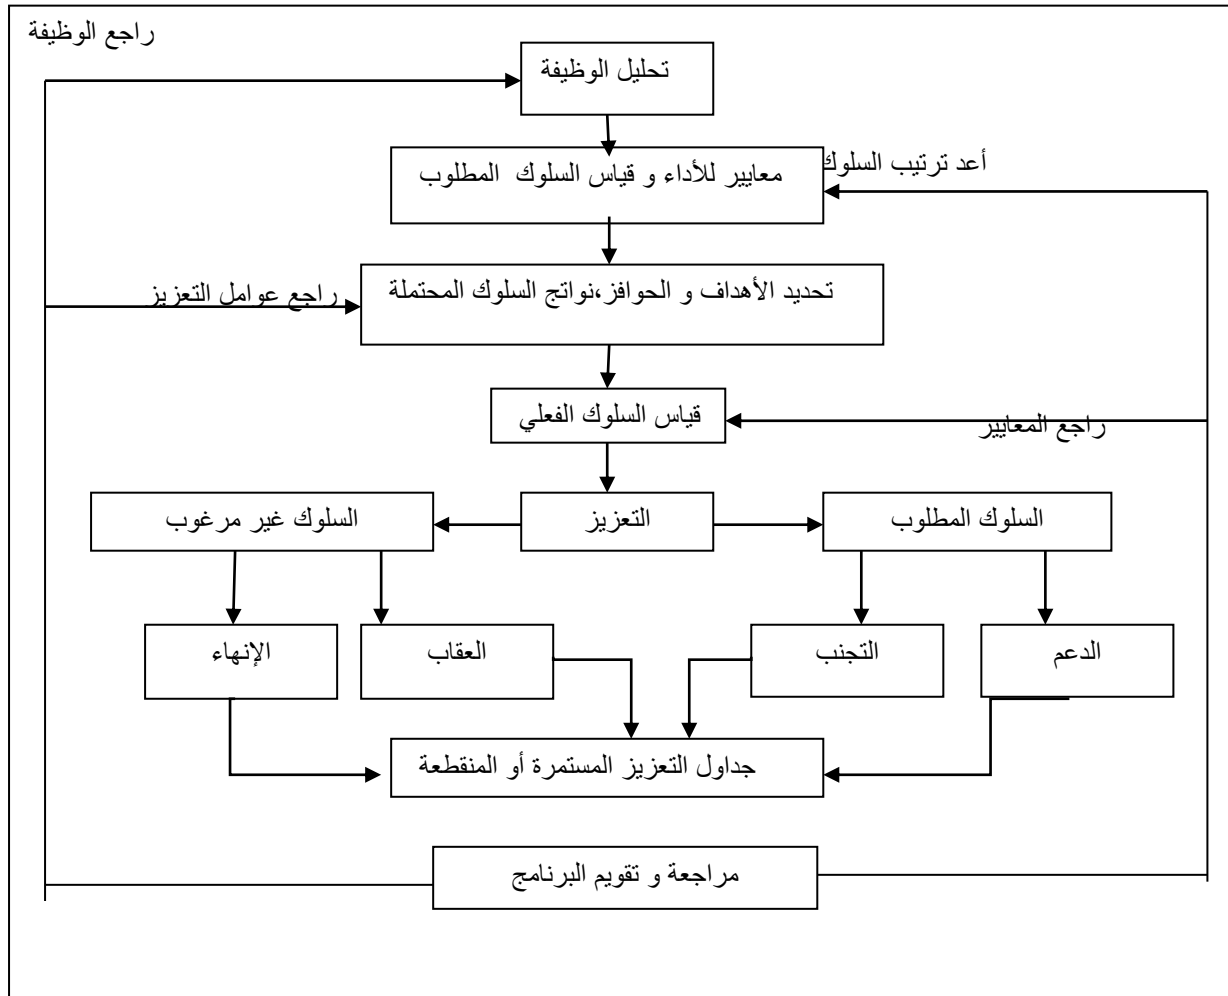 راجع الوظيفة
تحليل الوظيفة
أعد ترتيب السلوك
معايير للأداء و قياس السلوك المطلوب
تحديد الأهداف و الحوافز،نواتج السلوك المحتملة
راجع عوامل التعزيز
قياس السلوك الفعلي
راجع المعايير
السلوك المطلوب
التعزيز
السلوك غير مرغوب
الدعم
التجنب
العقاب
الإنهاء
جداول التعزيز المستمرة أو المنقطعة
مراجعة و تقويم البرنامج